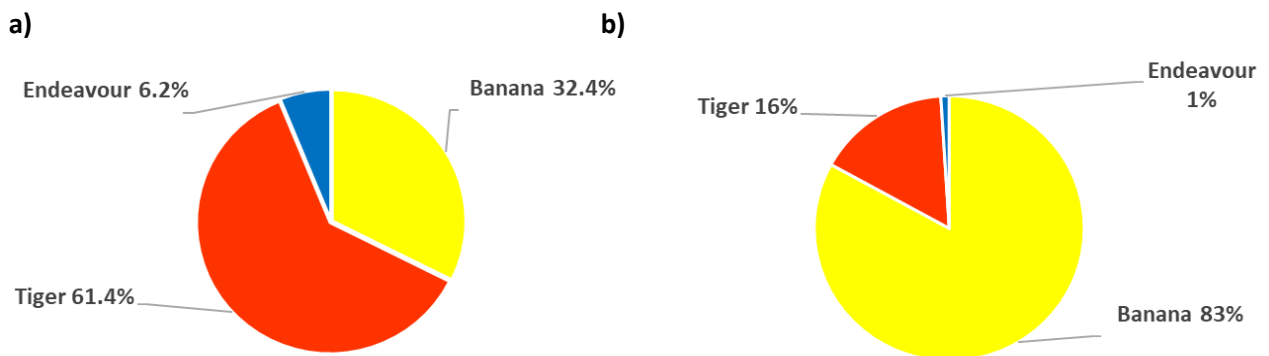 a)
Endeavour 6.2%
Banana 32.4%
Tiger 61.4%
b)
Endeavour
1%
Tiger 16%
Banana 83%